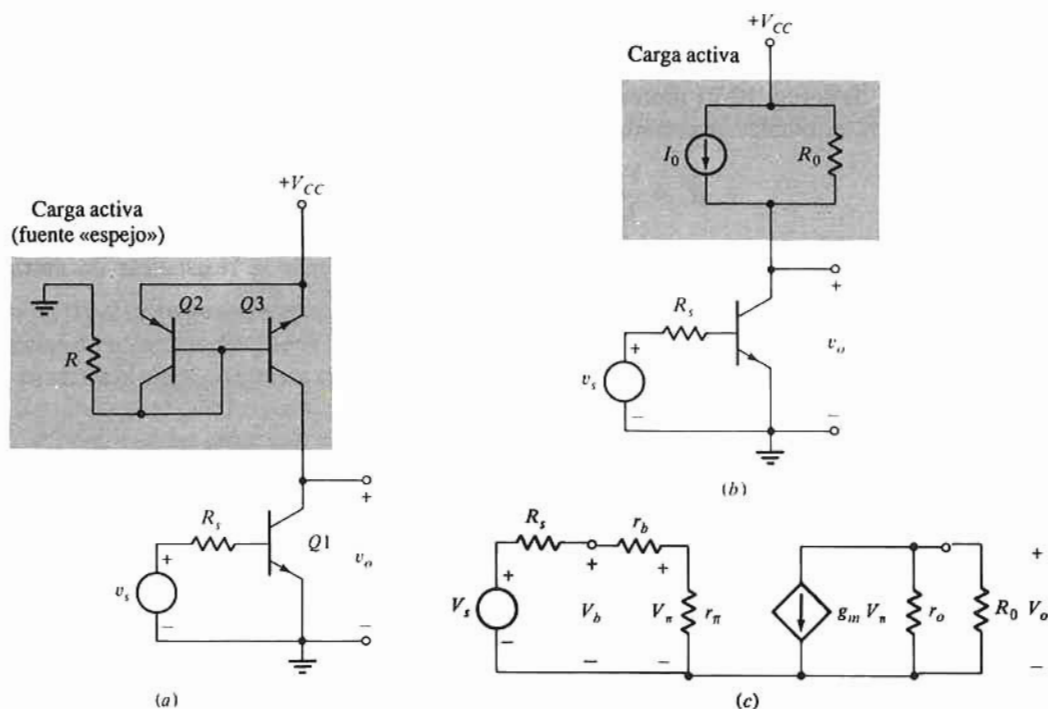 +V_CC
Carga activa
(fuente «espejo»)
Q2
Q3
R
R_s
+
Q1
+
v_s
v_o
−
−
(a)
+V_CC
Carga activa
I_0
R_0
R_s
+
+
v_s
v_o
−
−
(b)
R_s
r_b
+
+
+
+
V_s
V_b
V_π
r_π
g_m V_π
r_o
R_0
V_o
−
−
−
−
(c)